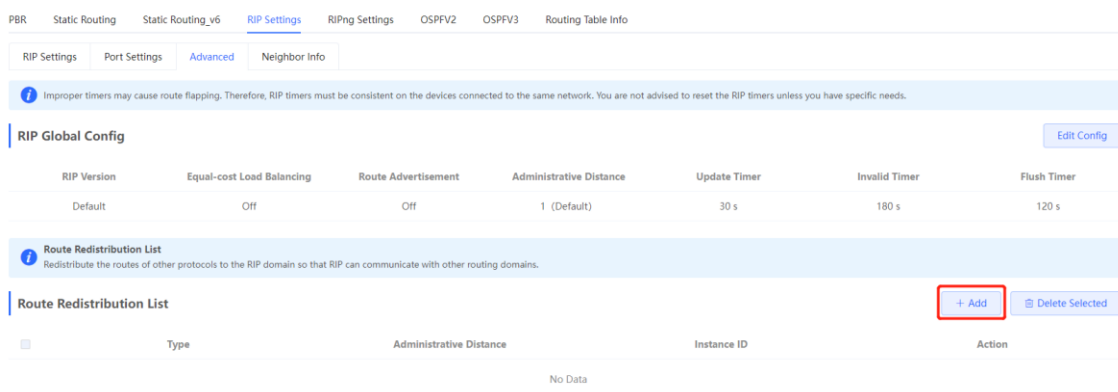 PBR Static Routing Static Routing_v6 RIP Settings RIPng Settings OSPFV2 OSPFV3 Routing Table Info
RIP Settings Port Settings Advanced Neighbor Info
Improper timers may cause route flapping. Therefore, RIP timers must be consistent on the devices connected to the same network. You are not advised to reset the RIP timers unless you have specific needs.
RIP Global Config Edit Config
RIP Version Equal-cost Load Balancing Route Advertisement Administrative Distance Update Timer Invalid Timer Flush Timer
Default Off Off 1 (Default) 30 s 180 s 120 s
Route Redistribution List
Redistribute the routes of other protocols to the RIP domain so that RIP can communicate with other routing domains.
Route Redistribution List + Add Delete Selected
Type Administrative Distance Instance ID Action
No Data